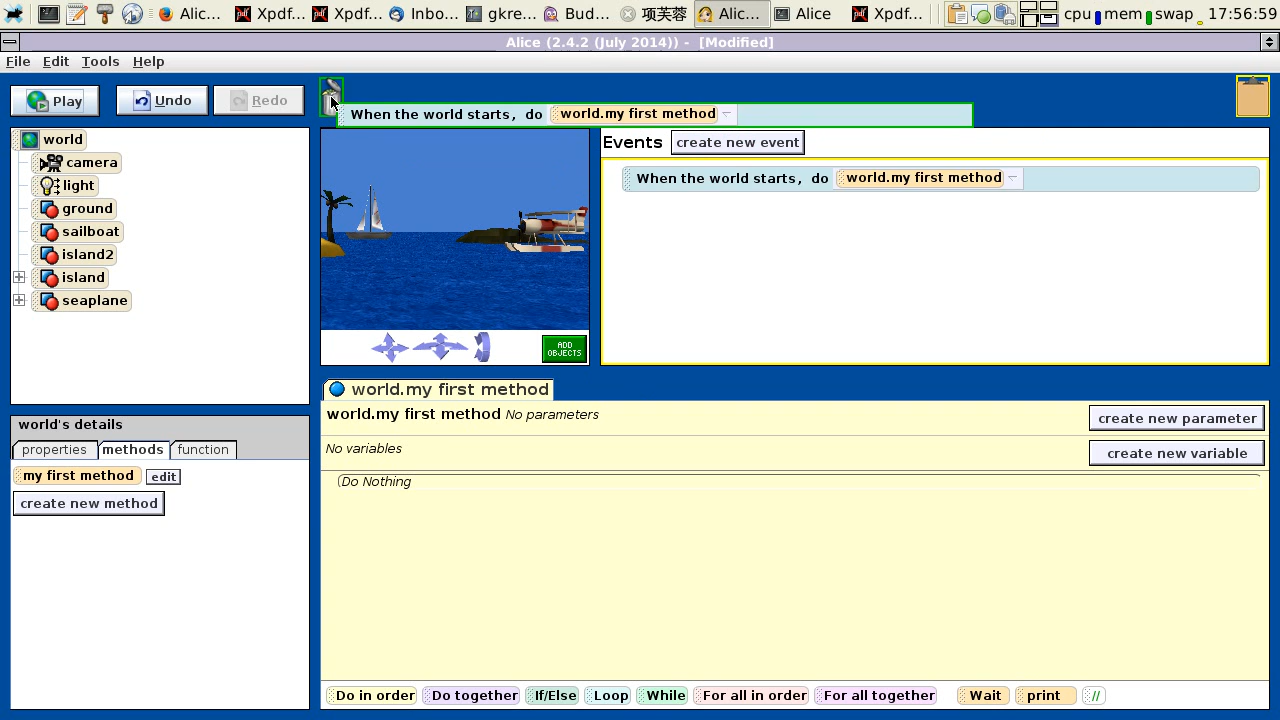 Alic... Xpdf... Xpdf... Inbo... gkre... Bud... 项芙蓉 Alic... Alice Xpdf... cpu mem swap 17:56:59
Alice (2.4.2 (July 2014)) - [Modified]
File Edit Tools Help
Play Undo Redo
When the world starts, do world.my first method
world
camera
light
ground
sailboat
island2
island
seaplane
ADD
OBJECTS
Events create new event
When the world starts, do world.my first method
world's details
properties methods function
my first method edit
create new method
world.my first method
world.my first method No parameters create new parameter
No variables create new variable
Do Nothing
Do in order Do together If/Else Loop While For all in order For all together Wait print //